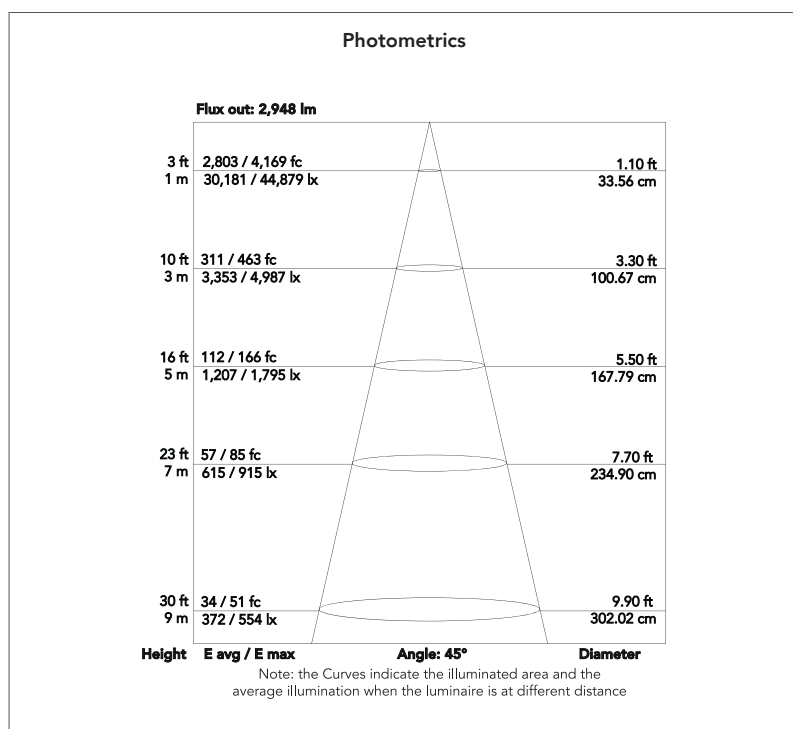 Photometrics
Flux out: 2,948 lm
3 ft 2,803 / 4,169 fc 1.10 ft
1 m 30,181 / 44,879 lx 33.56 cm
10 ft 311 / 463 fc 3.30 ft
3 m 3,353 / 4,987 lx 100.67 cm
16 ft 112 / 166 fc 5.50 ft
5 m 1,207 / 1,795 lx 167.79 cm
23 ft 57 / 85 fc 7.70 ft
7 m 615 / 915 lx 234.90 cm
30 ft 34 / 51 fc 9.90 ft
9 m 372 / 554 lx 302.02 cm
Height E avg / E max Angle: 45° Diameter
Note: the Curves indicate the illuminated area and the
average illumination when the luminaire is at different distance